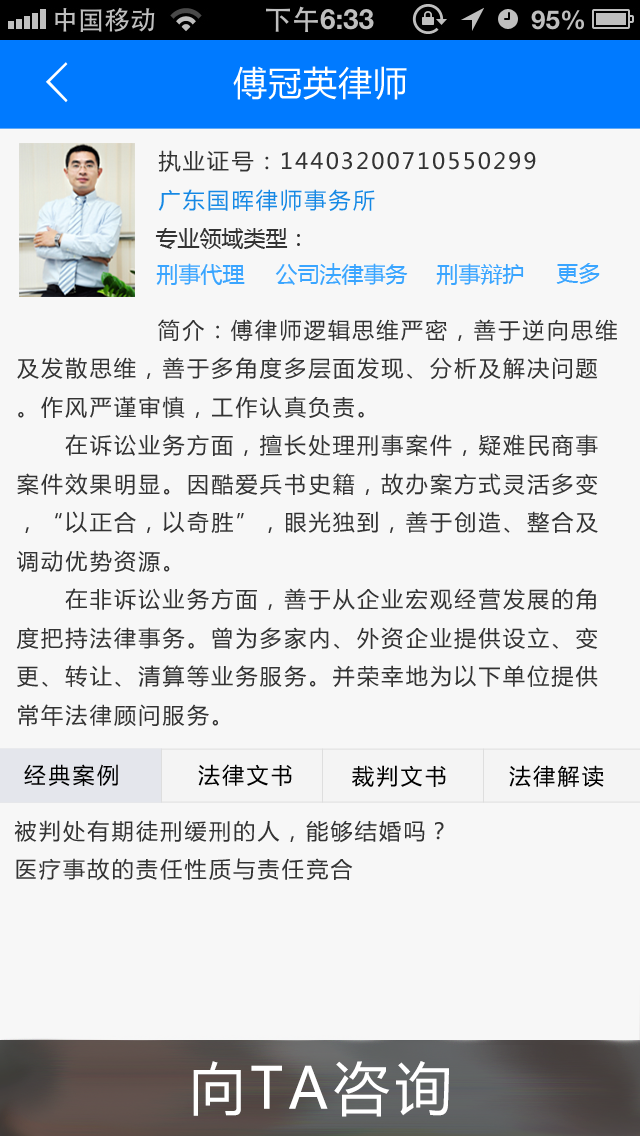 中国移动 下午6:33 95%
傅冠英律师
执业证号：14403200710550299
广东国晖律师事务所
专业领域类型：
刑事代理 公司法律事务 刑事辩护 更多
简介：傅律师逻辑思维严密，善于逆向思维
及发散思维，善于多角度多层面发现、分析及解决问题
。作风严谨审慎，工作认真负责。
在诉讼业务方面，擅长处理刑事案件，疑难民商事
案件效果明显。因酷爱兵书史籍，故办案方式灵活多变
，“以正合，以奇胜”，眼光独到，善于创造、整合及
调动优势资源。
在非诉讼业务方面，善于从企业宏观经营发展的角
度把持法律事务。曾为多家内、外资企业提供设立、变
更、转让、清算等业务服务。并荣幸地为以下单位提供
常年法律顾问服务。
经典案例 法律文书 裁判文书 法律解读
被判处有期徒刑缓刑的人，能够结婚吗？
医疗事故的责任性质与责任竞合
向TA咨询